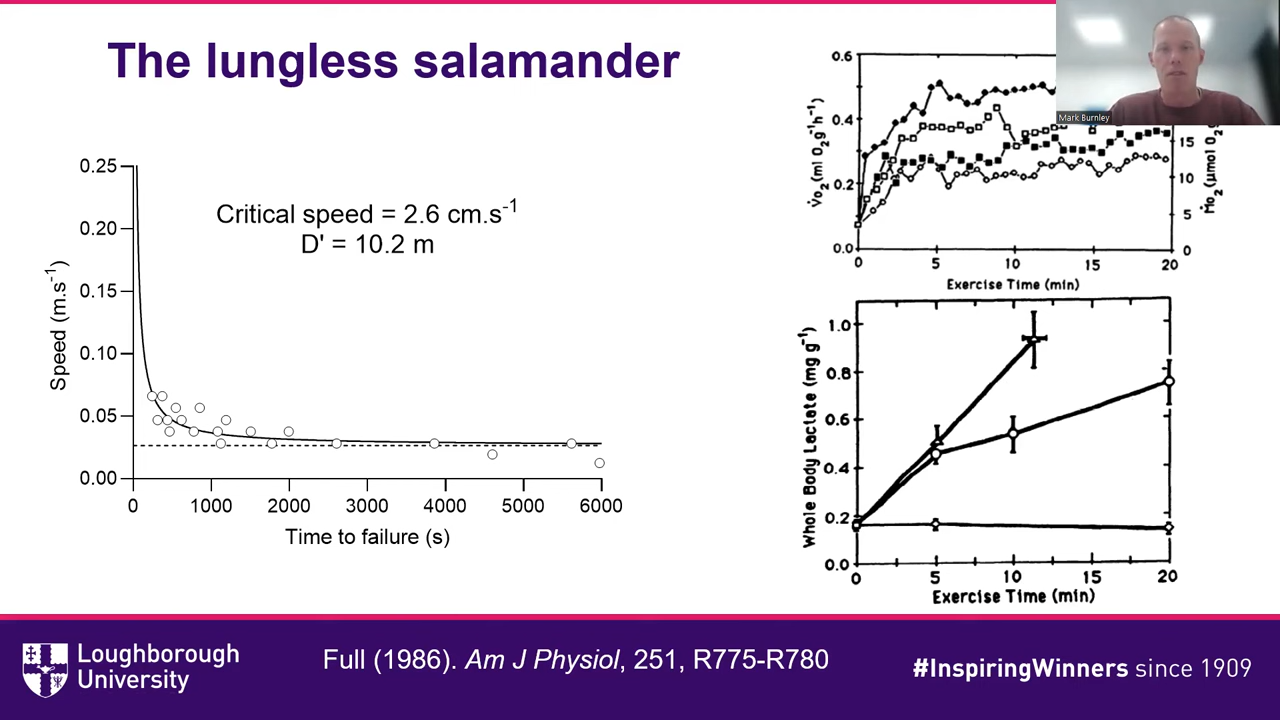 The lungless salamander
0.25
0.20
0.15
0.10
0.05
0.00
Speed (m.s⁻¹)
Critical speed = 2.6 cm.s⁻¹
D' = 10.2 m
0 1000 2000 3000 4000 5000 6000
Time to failure (s)
0.6
0.4
0.2
0.0
V̇O₂ (ml O₂g⁻¹h⁻¹)
15
10
5
0
ṀO₂ (μmol O₂
0 5 10 15 20
Exercise Time (min)
Mark Burnley
1.0
0.8
0.6
0.4
0.2
0.0
Whole Body Lactate (mg g⁻¹)
0 5 10 15 20
Exercise Time (min)
Loughborough
University
Full (1986). Am J Physiol, 251, R775-R780
#InspiringWinners since 1909